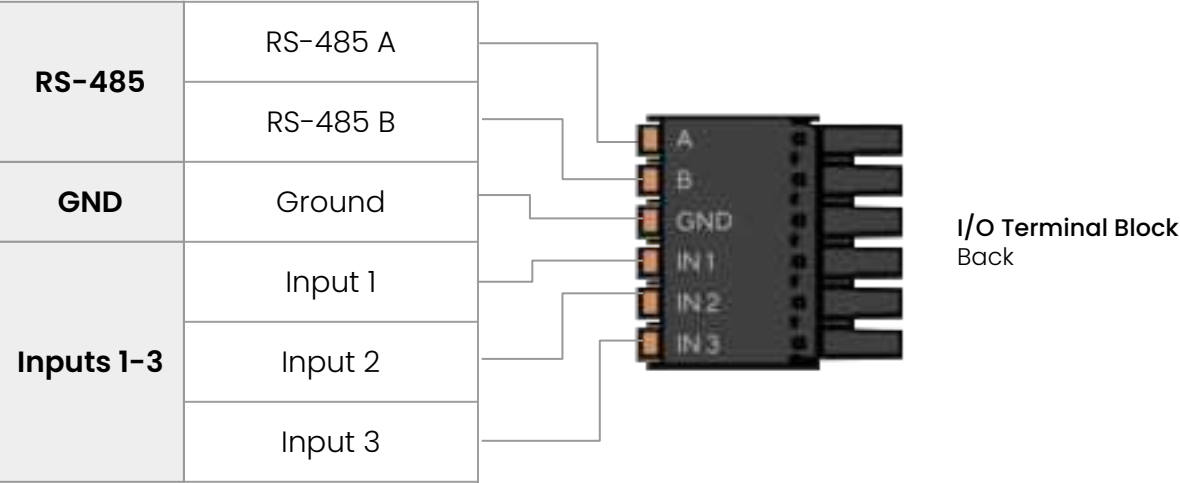 RS-485
RS-485 A
RS-485 B
GND
Ground
Inputs 1-3
Input 1
Input 2
Input 3
A
B
GND
IN 1
IN 2
IN 3
I/O Terminal Block
Back